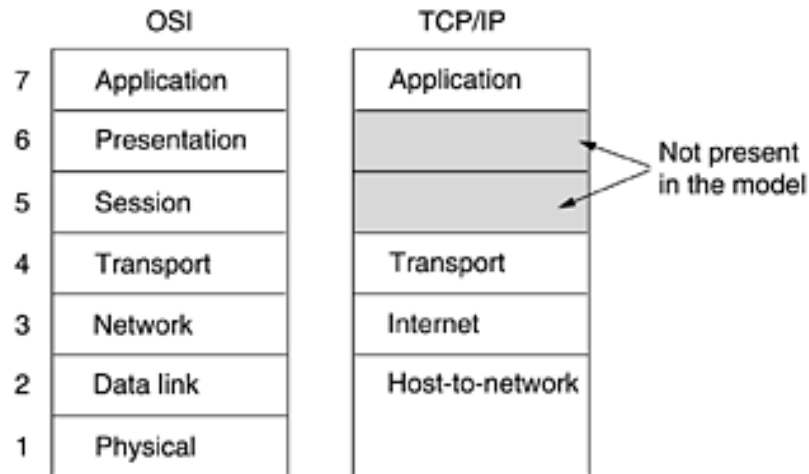 OSI TCP/IP
7 Application Application
6 Presentation
5 Session
Not present
in the model
4 Transport Transport
3 Network Internet
2 Data link Host-to-network
1 Physical